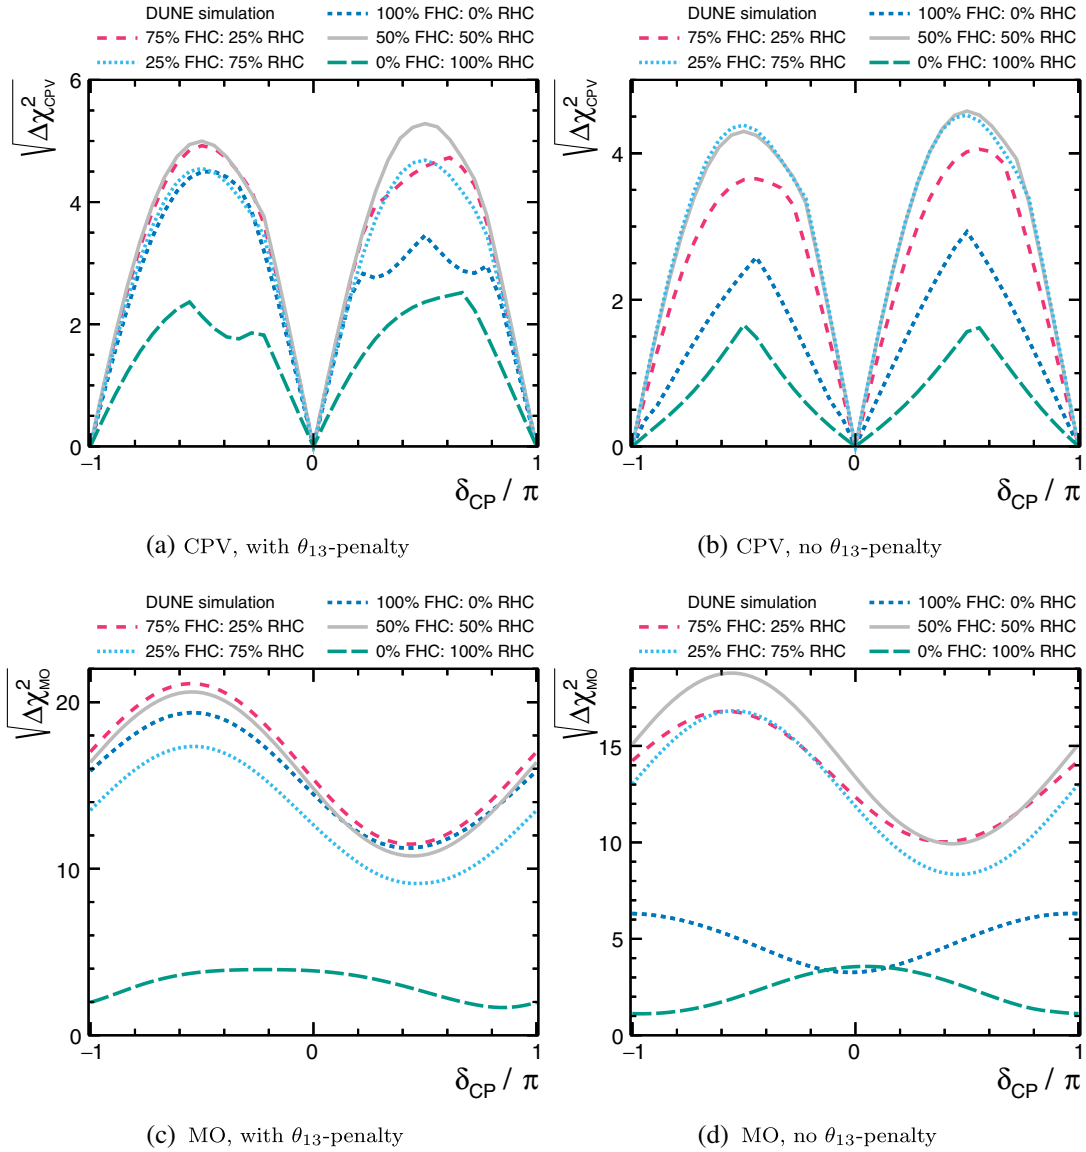 DUNE simulation
100% FHC: 0% RHC
75% FHC: 25% RHC
50% FHC: 50% RHC
25% FHC: 75% RHC
0% FHC: 100% RHC
√Δχ²CPV
6
4
2
0
−1
0
1
δCP / π
(a) CPV, with θ13-penalty
DUNE simulation
100% FHC: 0% RHC
75% FHC: 25% RHC
50% FHC: 50% RHC
25% FHC: 75% RHC
0% FHC: 100% RHC
√Δχ²CPV
4
2
0
−1
0
1
δCP / π
(b) CPV, no θ13-penalty
DUNE simulation
100% FHC: 0% RHC
75% FHC: 25% RHC
50% FHC: 50% RHC
25% FHC: 75% RHC
0% FHC: 100% RHC
√Δχ²MO
20
10
0
−1
0
1
δCP / π
(c) MO, with θ13-penalty
DUNE simulation
100% FHC: 0% RHC
75% FHC: 25% RHC
50% FHC: 50% RHC
25% FHC: 75% RHC
0% FHC: 100% RHC
√Δχ²MO
15
10
5
0
−1
0
1
δCP / π
(d) MO, no θ13-penalty